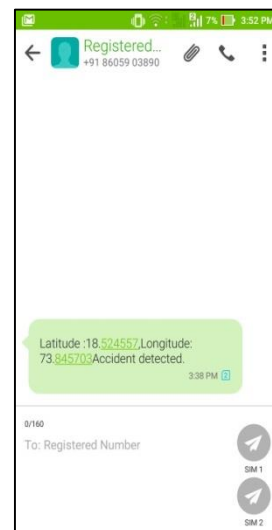 7% 3:52 PM
Registered...
+91 86059 03890
Latitude :18.524557,Longitude:
73.845703Accident detected.
3:38 PM 2
0/160
To: Registered Number
SIM 1
SIM 2